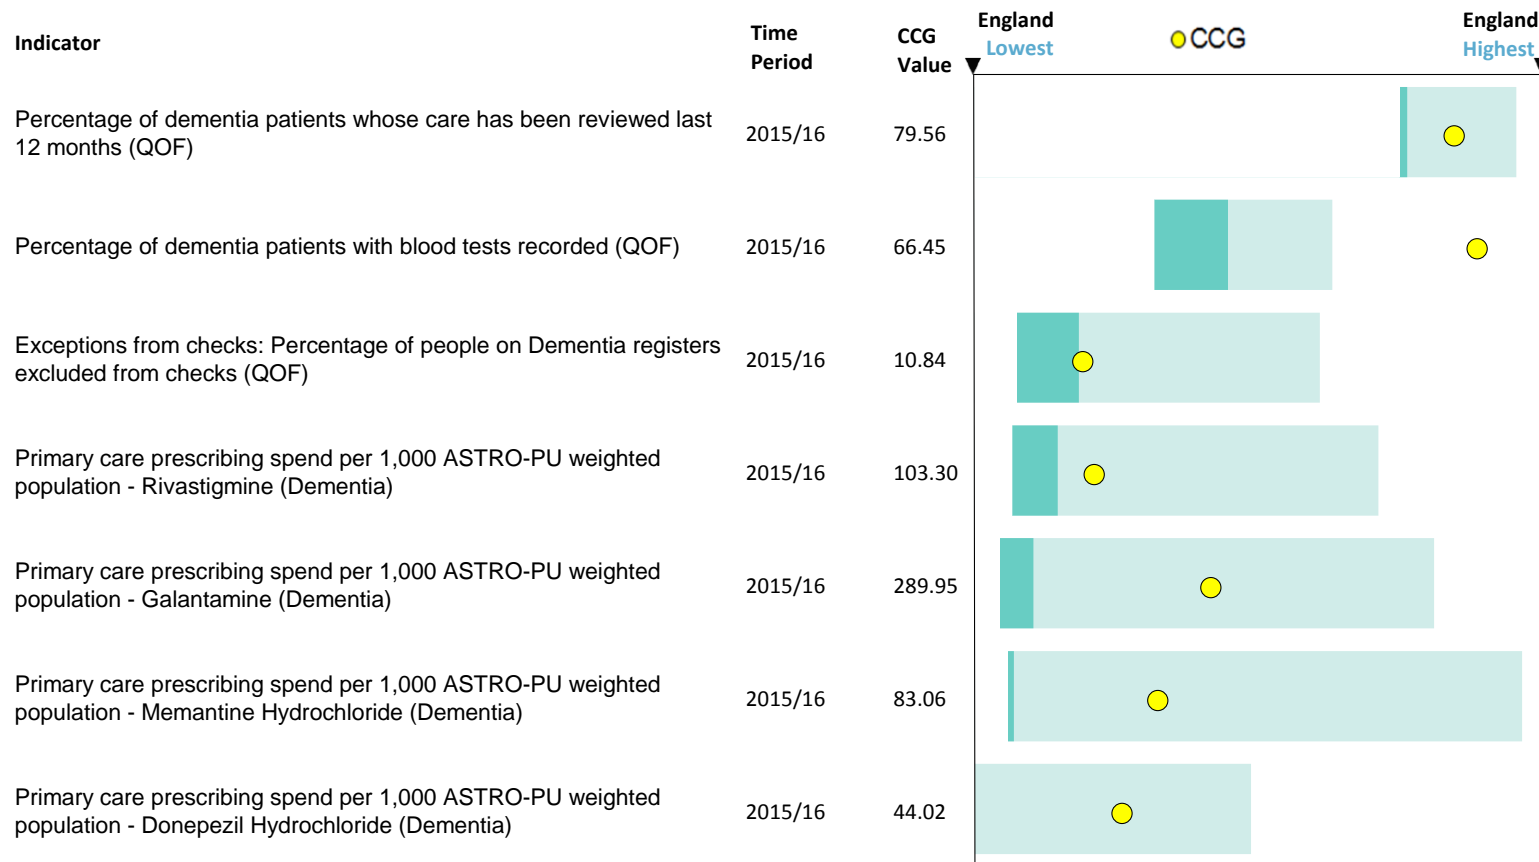 Indicator
Time
Period
CCG
Value
England
Lowest
CCG
England
Highest
Percentage of dementia patients whose care has been reviewed last
12 months (QOF)
2015/16
79.56
Percentage of dementia patients with blood tests recorded (QOF)
2015/16
66.45
Exceptions from checks: Percentage of people on Dementia registers
excluded from checks (QOF)
2015/16
10.84
Primary care prescribing spend per 1,000 ASTRO-PU weighted
population - Rivastigmine (Dementia)
2015/16
103.30
Primary care prescribing spend per 1,000 ASTRO-PU weighted
population - Galantamine (Dementia)
2015/16
289.95
Primary care prescribing spend per 1,000 ASTRO-PU weighted
population - Memantine Hydrochloride (Dementia)
2015/16
83.06
Primary care prescribing spend per 1,000 ASTRO-PU weighted
population - Donepezil Hydrochloride (Dementia)
2015/16
44.02